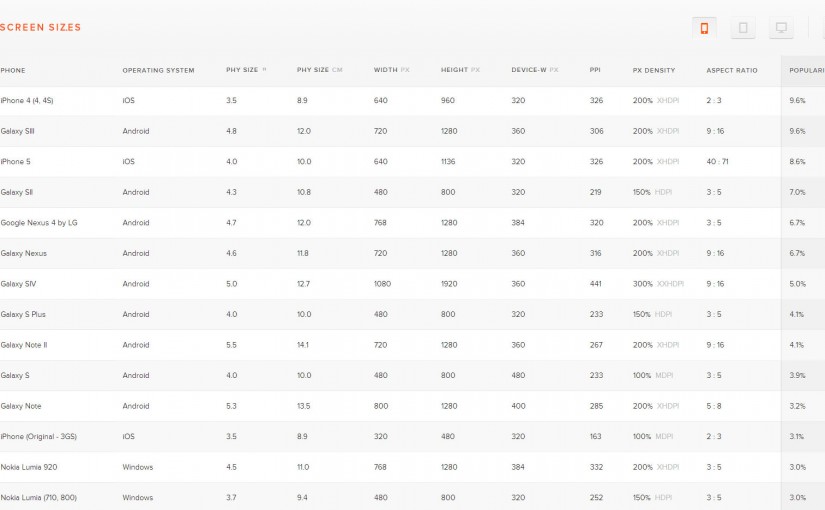 SCREEN SIZ.ES
PHONE OPERATING SYSTEM PHY SIZE " PHY SIZE CM WIDTH PX HEIGHT PX DEVICE-W PX PPI PX DENSITY ASPECT RATIO POPULARI
iPhone 4 (4, 4S) iOS 3.5 8.9 640 960 320 326 200% XHDPI 2 : 3 9.6%
Galaxy SIII Android 4.8 12.0 720 1280 360 306 200% XHDPI 9 : 16 9.6%
iPhone 5 iOS 4.0 10.0 640 1136 320 326 200% XHDPI 40 : 71 8.6%
Galaxy SII Android 4.3 10.8 480 800 320 219 150% HDPI 3 : 5 7.0%
Google Nexus 4 by LG Android 4.7 12.0 768 1280 384 320 200% XHDPI 3 : 5 6.7%
Galaxy Nexus Android 4.6 11.8 720 1280 360 316 200% XHDPI 9 : 16 6.7%
Galaxy SIV Android 5.0 12.7 1080 1920 360 441 300% XXHDPI 9 : 16 5.0%
Galaxy S Plus Android 4.0 10.0 480 800 320 233 150% HDPI 3 : 5 4.1%
Galaxy Note II Android 5.5 14.1 720 1280 360 267 200% XHDPI 9 : 16 4.1%
Galaxy S Android 4.0 10.0 480 800 480 233 100% MDPI 3 : 5 3.9%
Galaxy Note Android 5.3 13.5 800 1280 400 285 200% XHDPI 5 : 8 3.2%
iPhone (Original - 3GS) iOS 3.5 8.9 320 480 320 163 100% MDPI 2 : 3 3.1%
Nokia Lumia 920 Windows 4.5 11.0 768 1280 384 332 200% XHDPI 3 : 5 3.0%
Nokia Lumia (710, 800) Windows 3.7 9.4 480 800 320 252 150% HDPI 3 : 5 3.0%